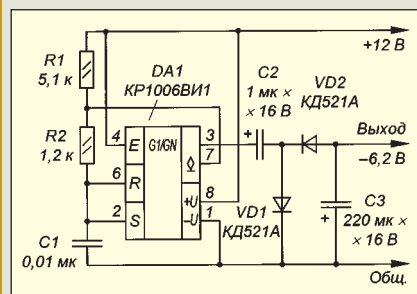 R1
5,1 к
DA1
КР1006ВИ1
+12 В
C2
1 мк ×
× 16 В
VD2
КД521А
R2
1,2 к
4
E
G1/GN
3
7
Выход
–6,2 В
6
R
8
+U
2
S
1
–U
VD1
КД521А
C3
220 мк ×
× 16 В
C1
0,01 мк
+
+
Общ.